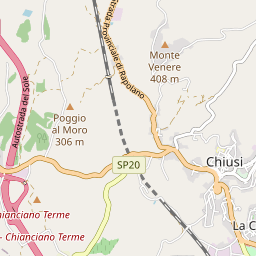 Strada Provinciale di Rapolano
Monte
Venere
408 m
Autostrada del Sole
Poggio
al Moro
306 m
SP20
Chiusi
hianciano Terme
- Chianciano Terme
La C